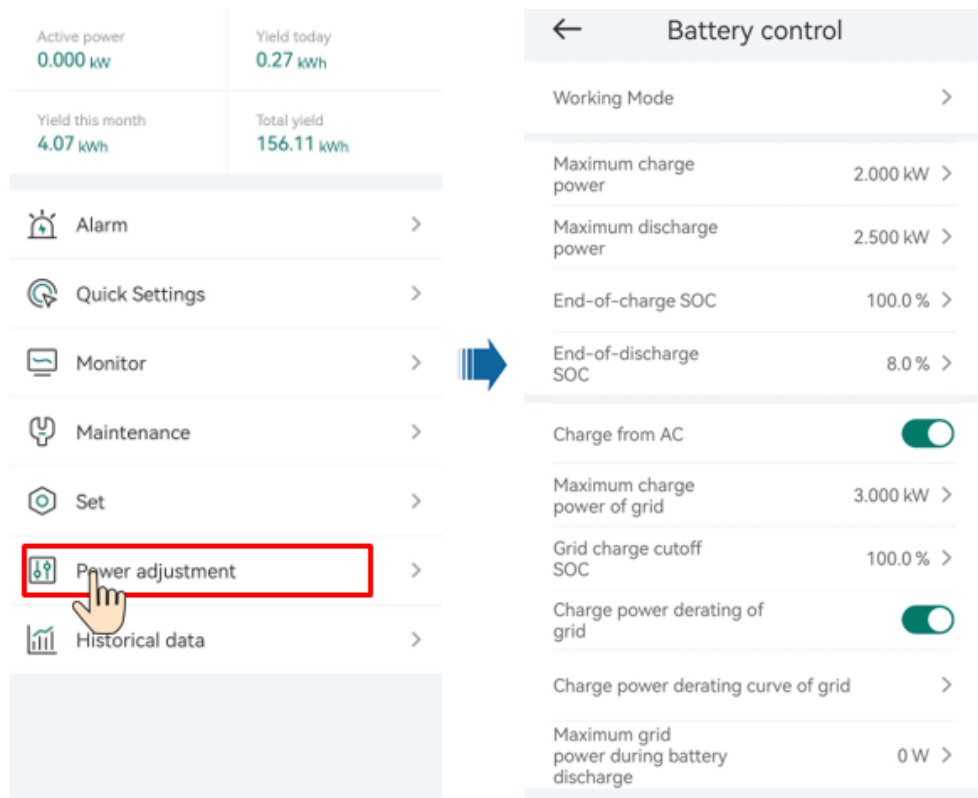 Active power
0.000 kW
Yield today
0.27 kWh
Yield this month
4.07 kWh
Total yield
156.11 kWh
Alarm
Quick Settings
Monitor
Maintenance
Set
Power adjustment
Historical data
Battery control
Working Mode
Maximum charge
power
2.000 kW
Maximum discharge
power
2.500 kW
End-of-charge SOC
100.0 %
End-of-discharge
SOC
8.0 %
Charge from AC
Maximum charge
power of grid
3.000 kW
Grid charge cutoff
SOC
100.0 %
Charge power derating of
grid
Charge power derating curve of grid
Maximum grid
power during battery
discharge
0 W